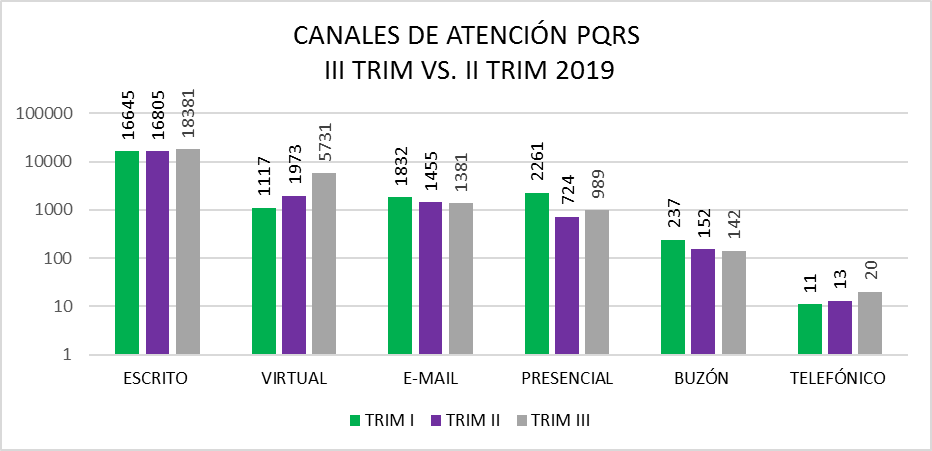 CANALES DE ATENCIÓN PQRS
III TRIM VS. II TRIM 2019
100000
10000
1000
100
10
1
16645
16805
18381
1117
1973
5731
1832
1455
1381
2261
724
989
237
152
142
11
13
20
ESCRITO
VIRTUAL
E-MAIL
PRESENCIAL
BUZÓN
TELEFÓNICO
TRIM I
TRIM II
TRIM III